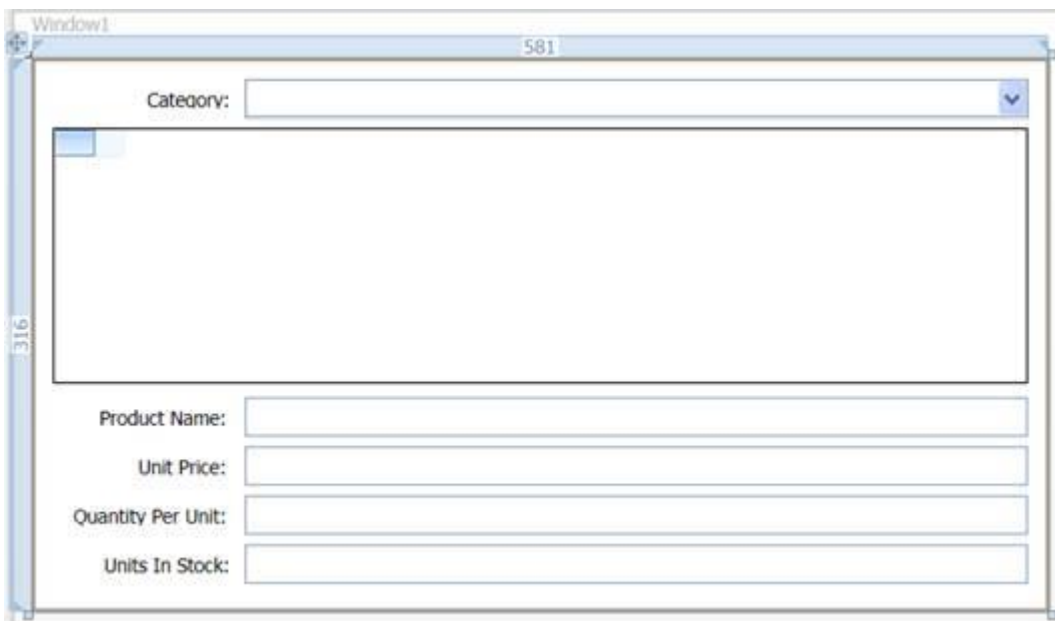 Window1
581
Category:
316
Product Name:
Unit Price:
Quantity Per Unit:
Units In Stock: